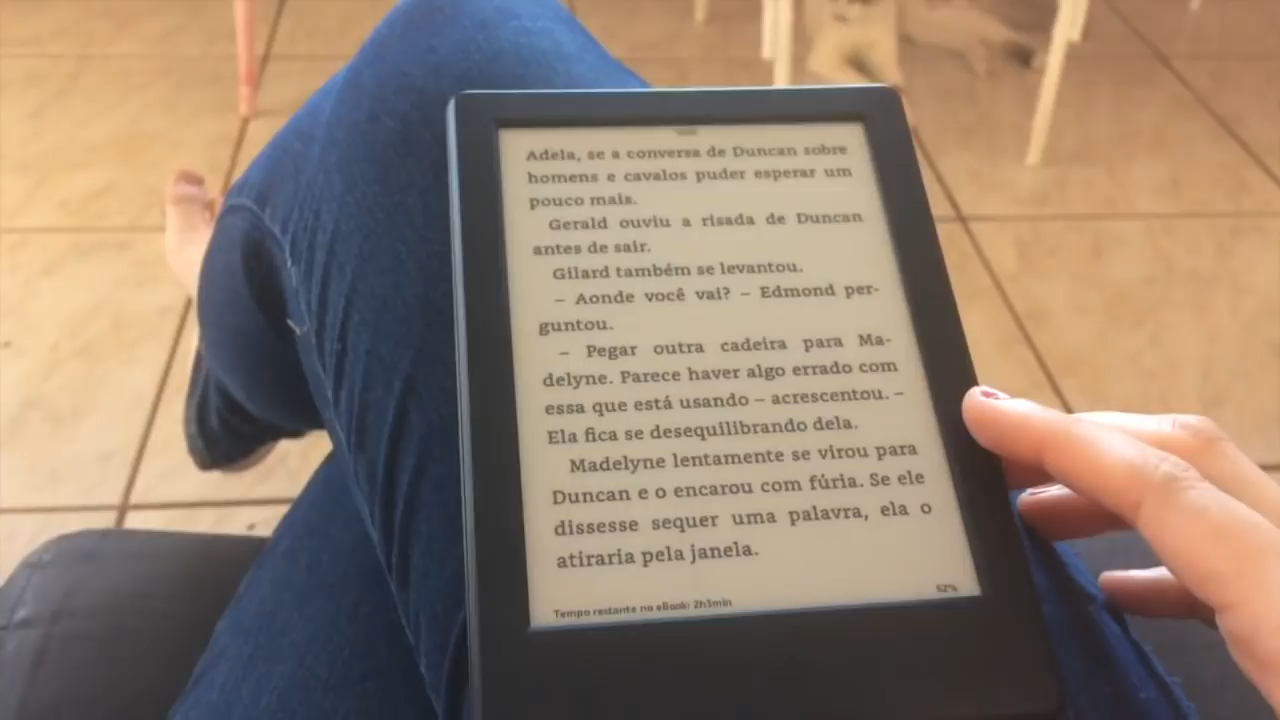 Adela, se a conversa de Duncan sobre
homens e cavalos puder esperar um
pouco mais.
Gerald ouviu a risada de Duncan
antes de sair.
Gilard também se levantou.
– Aonde você vai? – Edmond per-
guntou.
– Pegar outra cadeira para Ma-
delyne. Parece haver algo errado com
essa que está usando – acrescentou. –
Ela fica se desequilibrando dela.
Madelyne lentamente se virou para
Duncan e o encarou com fúria. Se ele
dissesse sequer uma palavra, ela o
atiraria pela janela.
Tempo restante no eBook: 2h3min 62%